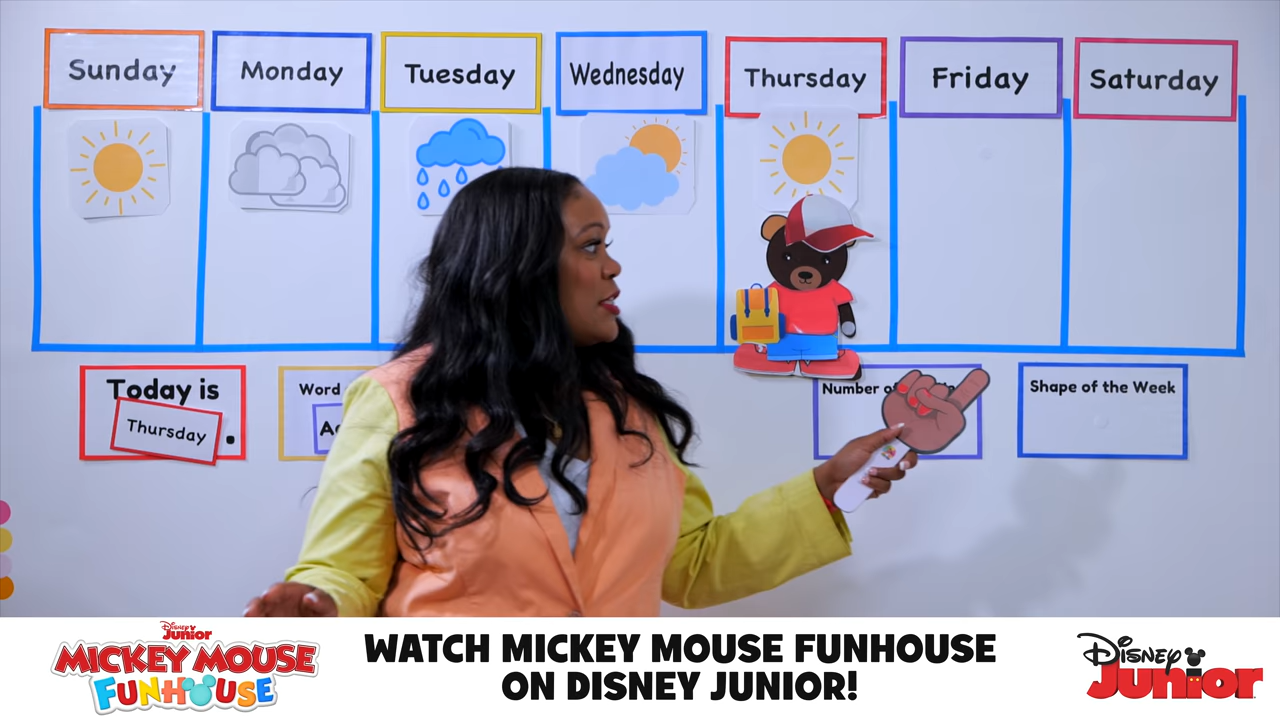 Sunday
Monday
Tuesday
Wednesday
Thursday
Friday
Saturday
Today is
Thursday
.
Word
Number
Shape of the Week
Disney
Junior
MICKEY MOUSE
FUNHOUSE
WATCH MICKEY MOUSE FUNHOUSE
ON DISNEY JUNIOR!
Disney
Junior